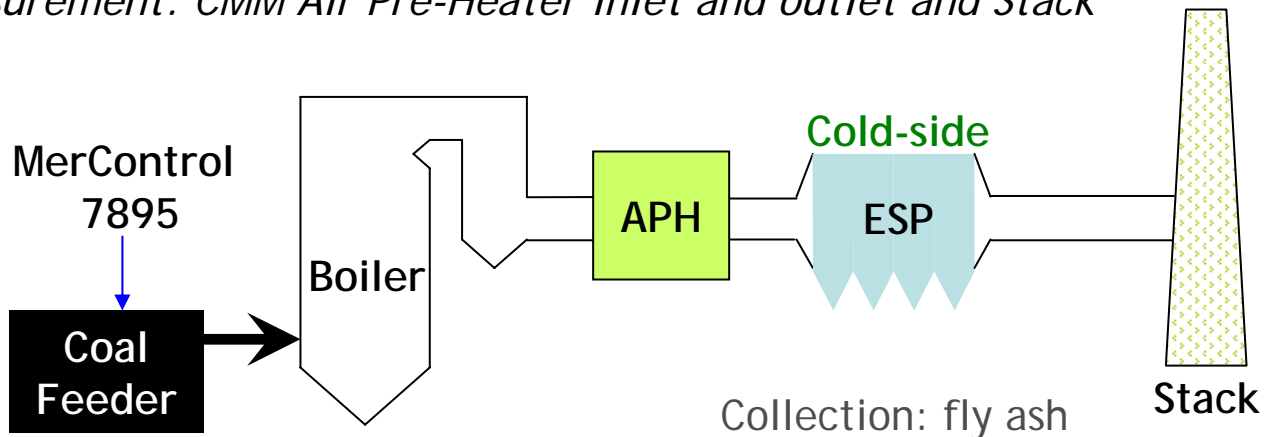 urement: CMM Air Pre-Heater Inlet and outlet and Stack
Cold-side
MerControl
7895
APH
ESP
Boiler
Coal
Feeder
Collection: fly ash
Stack